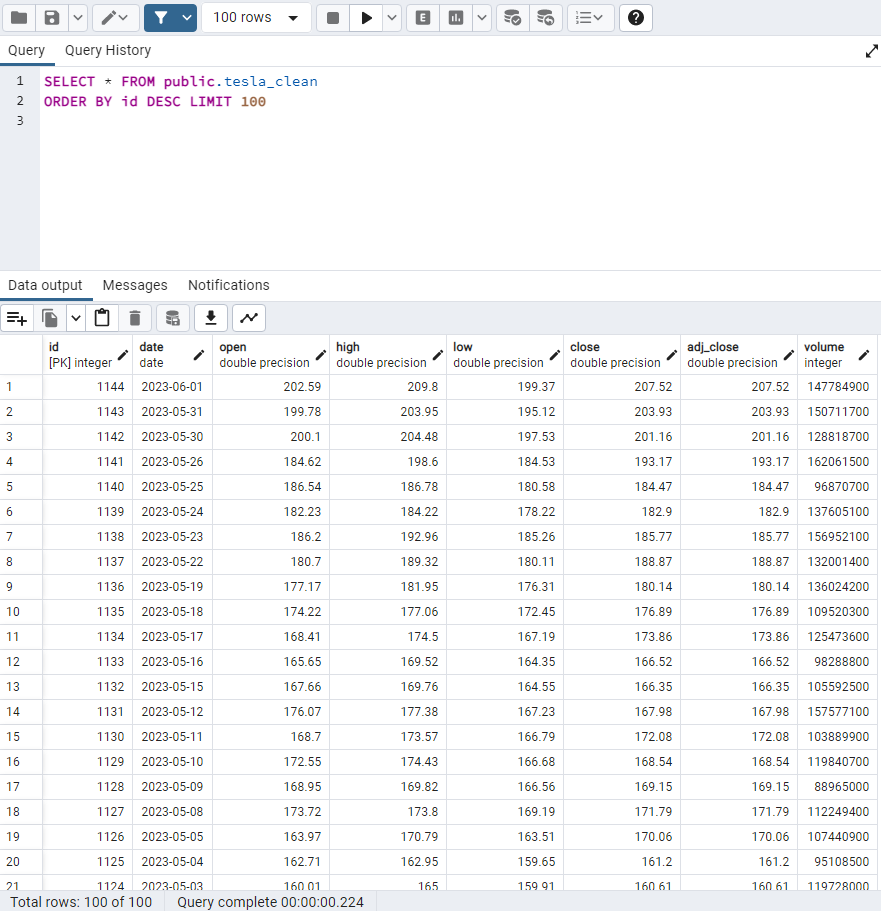 100 rows
E
?
Query Query History
1 SELECT * FROM public.tesla_clean
2 ORDER BY id DESC LIMIT 100
3
Data output Messages Notifications
id date open high low close adj_close volume
[PK] integer date double precision double precision double precision double precision double precision integer
1 1144 2023-06-01 202.59 209.8 199.37 207.52 207.52 147784900
2 1143 2023-05-31 199.78 203.95 195.12 203.93 203.93 150711700
3 1142 2023-05-30 200.1 204.48 197.53 201.16 201.16 128818700
4 1141 2023-05-26 184.62 198.6 184.53 193.17 193.17 162061500
5 1140 2023-05-25 186.54 186.78 180.58 184.47 184.47 96870700
6 1139 2023-05-24 182.23 184.22 178.22 182.9 182.9 137605100
7 1138 2023-05-23 186.2 192.96 185.26 185.77 185.77 156952100
8 1137 2023-05-22 180.7 189.32 180.11 188.87 188.87 132001400
9 1136 2023-05-19 177.17 181.95 176.31 180.14 180.14 136024200
10 1135 2023-05-18 174.22 177.06 172.45 176.89 176.89 109520300
11 1134 2023-05-17 168.41 174.5 167.19 173.86 173.86 125473600
12 1133 2023-05-16 165.65 169.52 164.35 166.52 166.52 98288800
13 1132 2023-05-15 167.66 169.76 164.55 166.35 166.35 105592500
14 1131 2023-05-12 176.07 177.38 167.23 167.98 167.98 157577100
15 1130 2023-05-11 168.7 173.57 166.79 172.08 172.08 103889900
16 1129 2023-05-10 172.55 174.43 166.68 168.54 168.54 119840700
17 1128 2023-05-09 168.95 169.82 166.56 169.15 169.15 88965000
18 1127 2023-05-08 173.72 173.8 169.19 171.79 171.79 112249400
19 1126 2023-05-05 163.97 170.79 163.51 170.06 170.06 107440900
20 1125 2023-05-04 162.71 162.95 159.65 161.2 161.2 95108500
21 1124 2023-05-03 160.01 165 159.91 160.61 160.61 119728000
Total rows: 100 of 100 Query complete 00:00:00.224